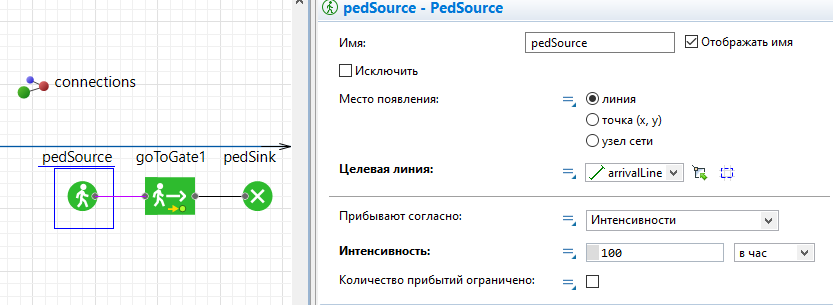 connections
pedSource
goToGate1
pedSink
pedSource - PedSource
Имя:
pedSource
Отображать имя
Исключить
Место появления:
линия
точка (x, y)
узел сети
Целевая линия:
arrivalLine
Прибывают согласно:
Интенсивности
Интенсивность:
100
в час
Количество прибытий ограничено: